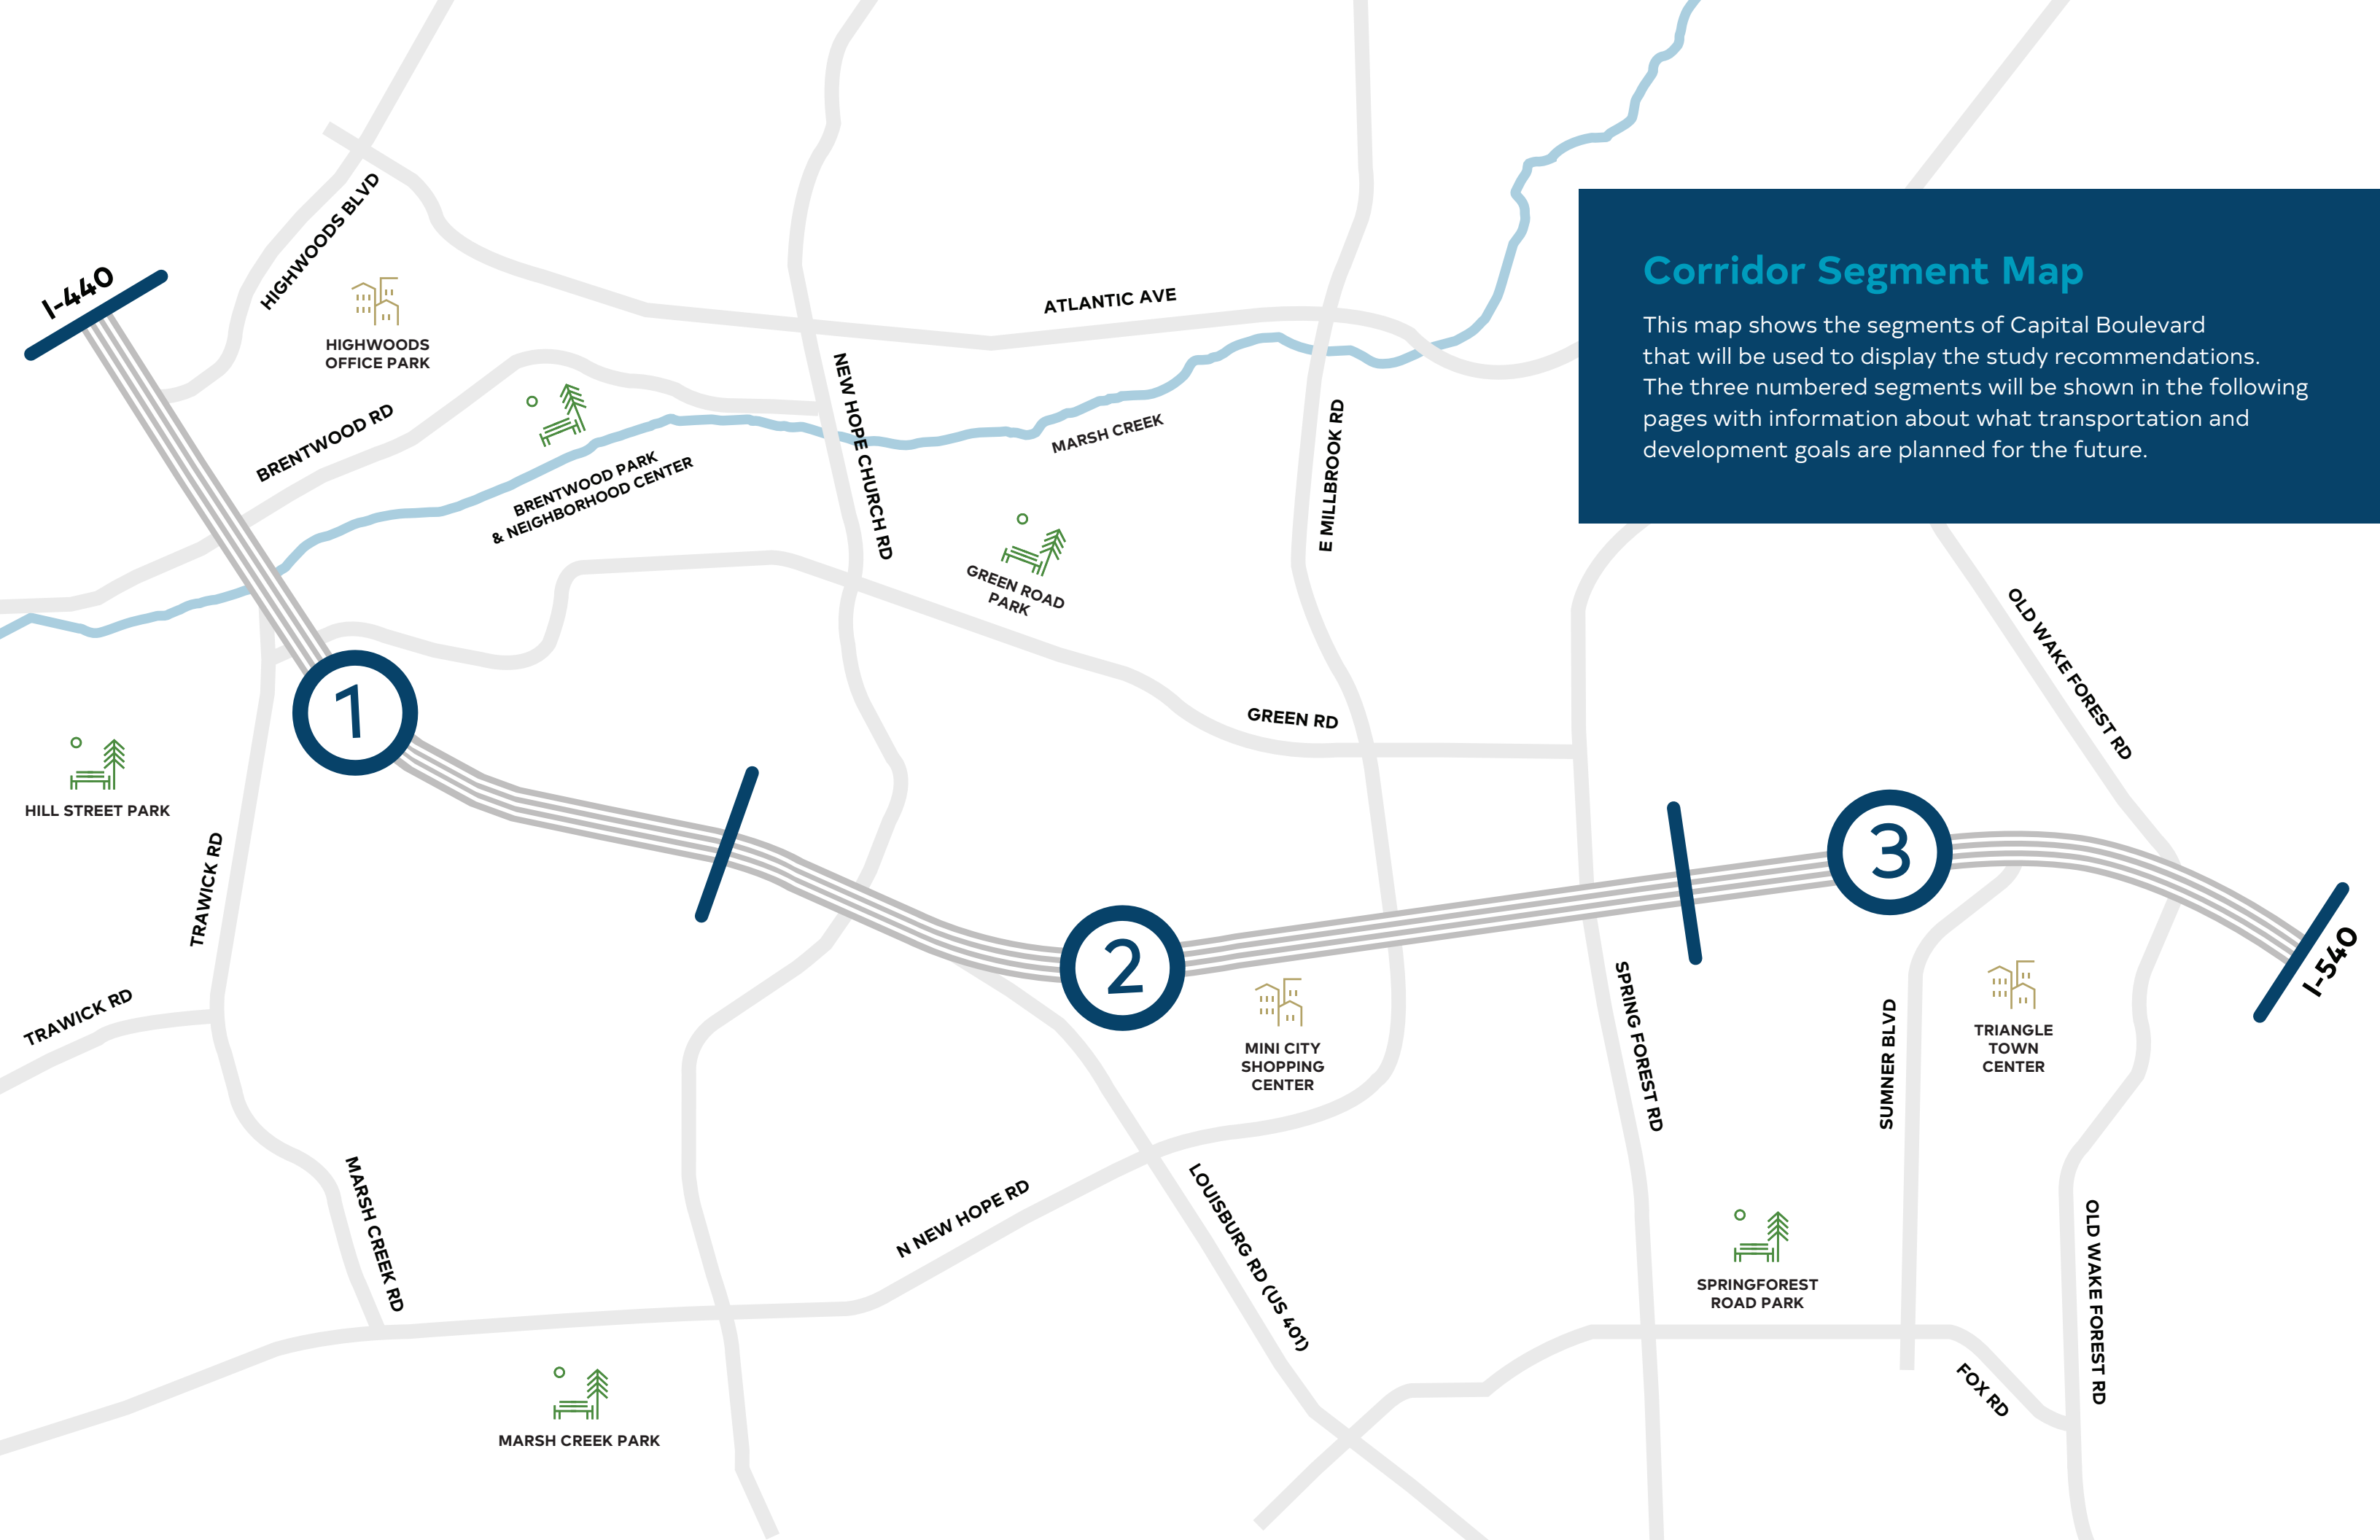 Corridor Segment Map
This map shows the segments of Capital Boulevard
that will be used to display the study recommendations.
The three numbered segments will be shown in the following
pages with information about what transportation and
development goals are planned for the future.
I-440
HIGHWOODS BLVD
HIGHWOODS
OFFICE PARK
BRENTWOOD RD
BRENTWOOD PARK
& NEIGHBORHOOD CENTER
NEW HOPE CHURCH RD
ATLANTIC AVE
MARSH CREEK
E MILLBROOK RD
GREEN ROAD
PARK
GREEN RD
OLD WAKE FOREST RD
1
HILL STREET PARK
TRAWICK RD
TRAWICK RD
2
3
I-540
MINI CITY
SHOPPING
CENTER
SPRING FOREST RD
SUMNER BLVD
TRIANGLE
TOWN
CENTER
MARSH CREEK RD
N NEW HOPE RD
LOUISBURG RD (US 401)
SPRINGFOREST
ROAD PARK
OLD WAKE FOREST RD
FOX RD
MARSH CREEK PARK